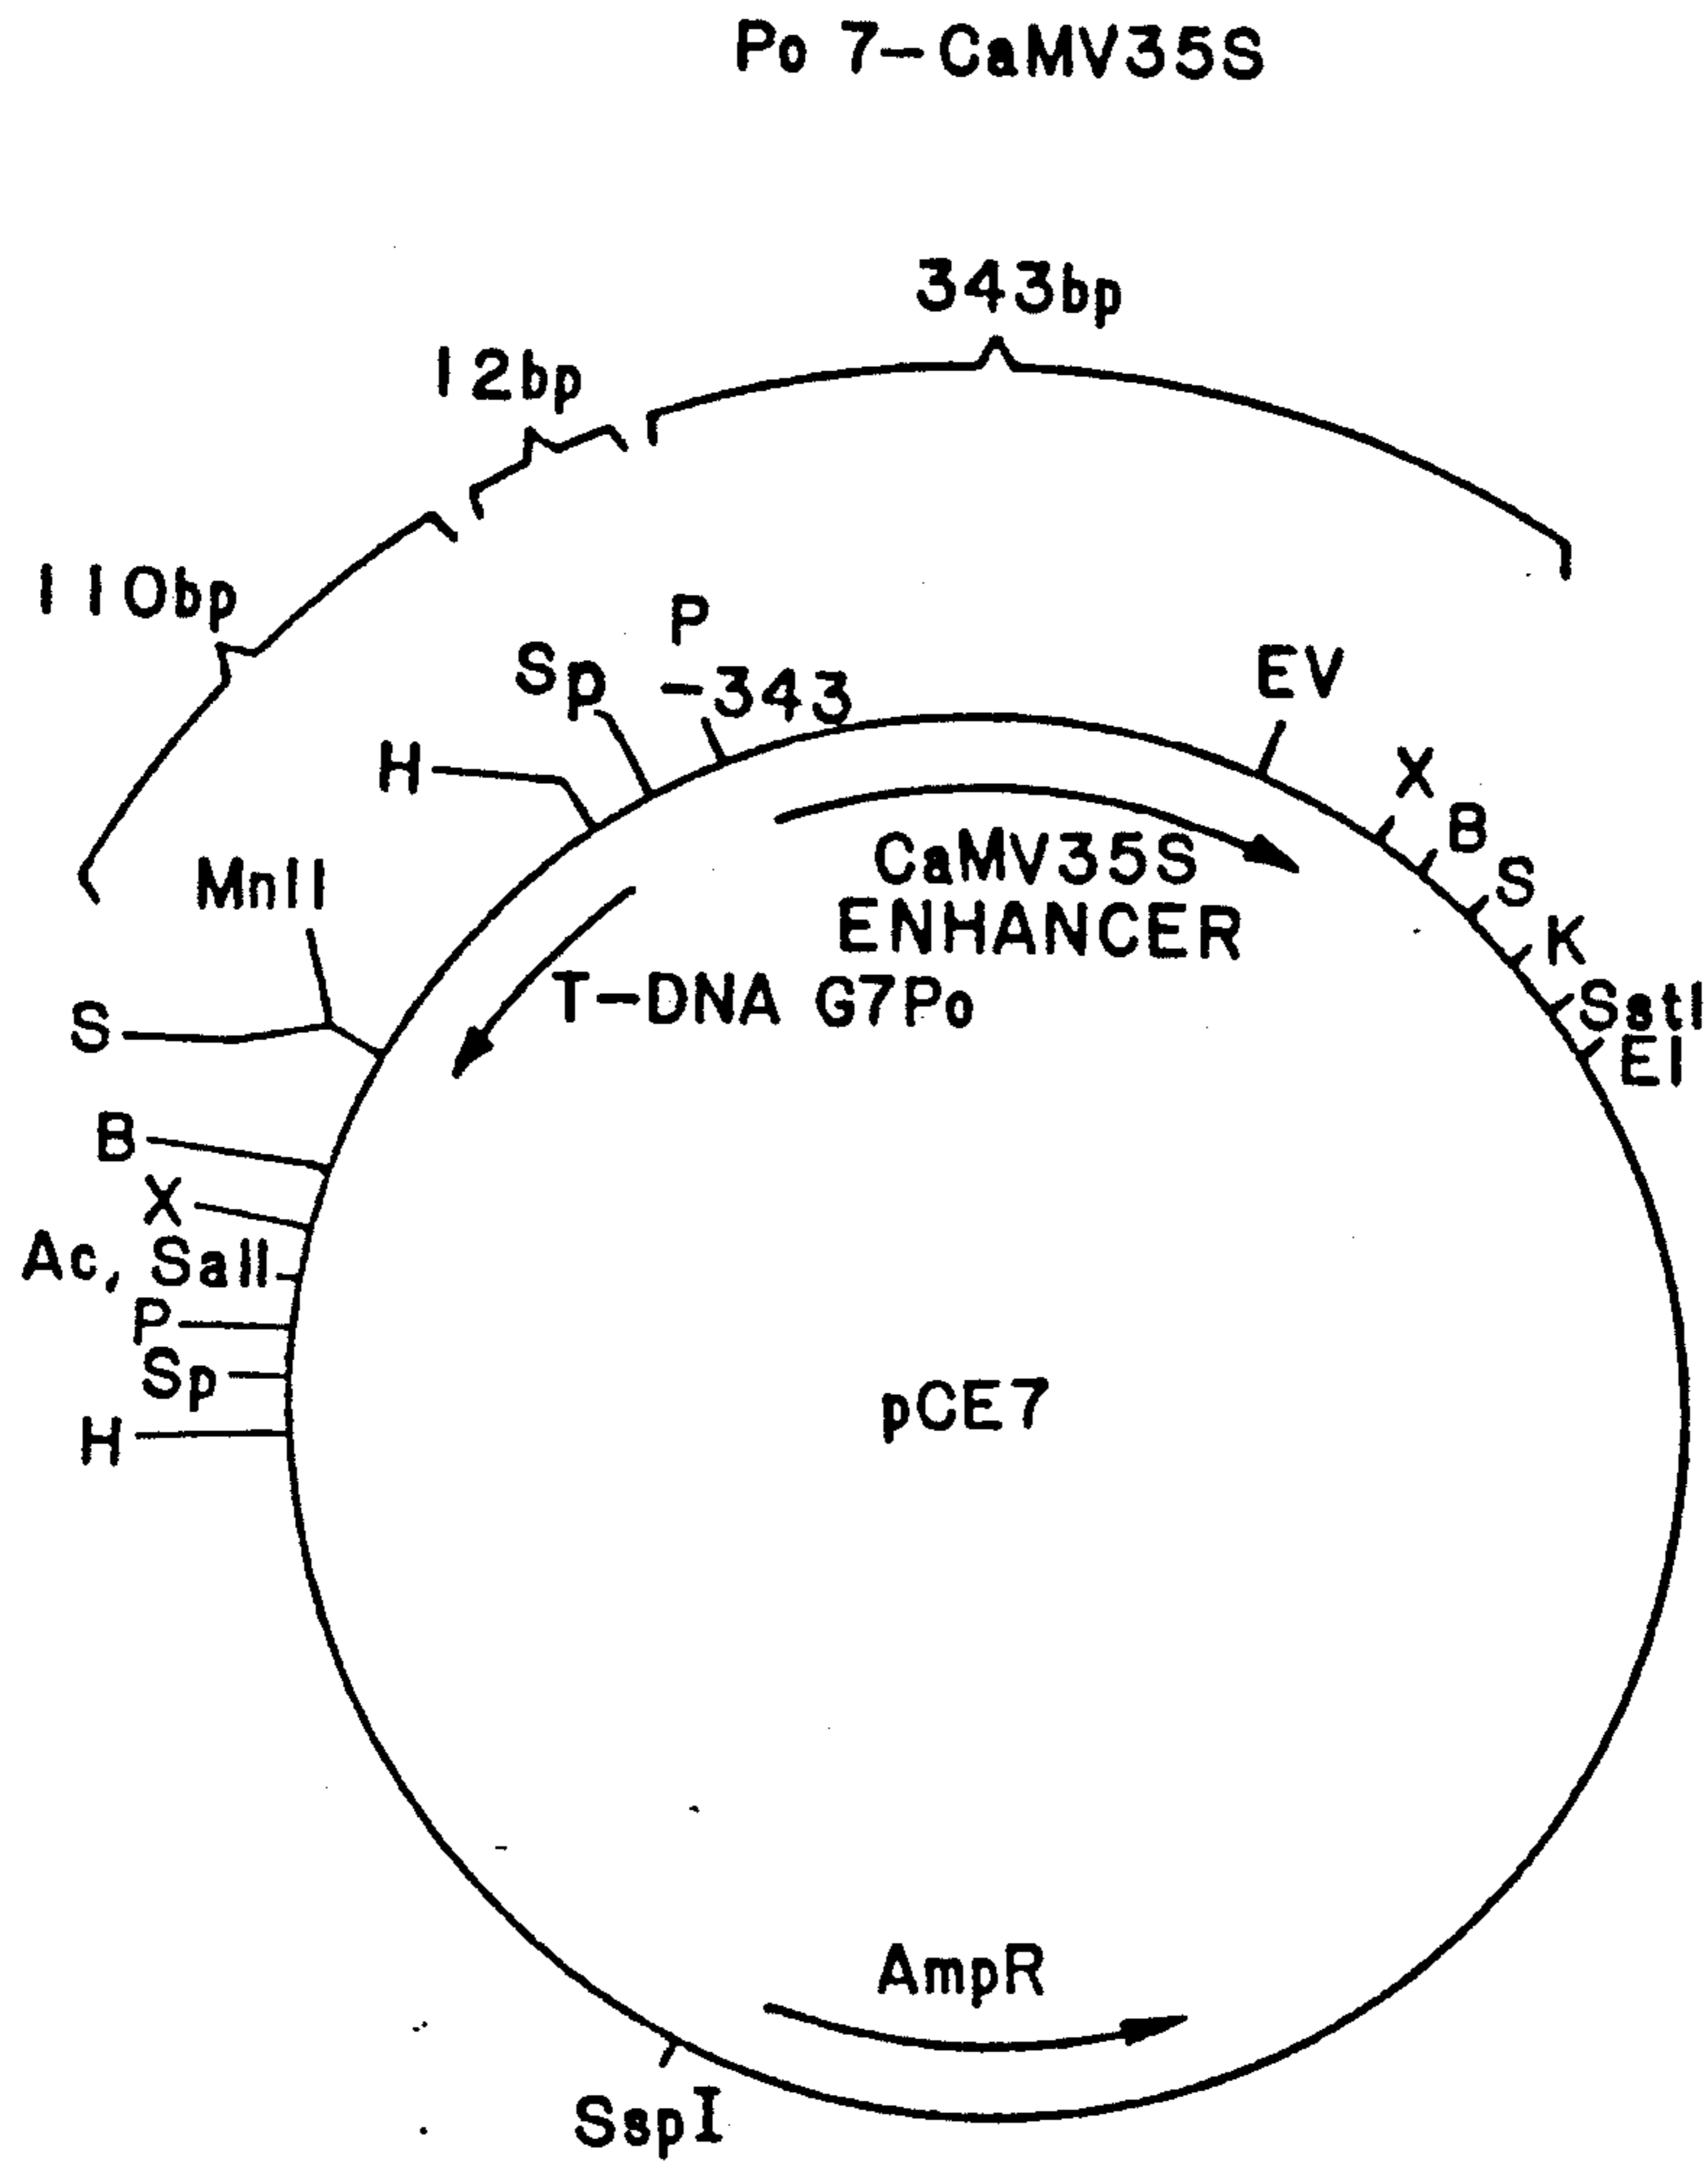 Po 7-CaMV35S
343bp
12bp
110bp
P
Sp -343
EV
H
X
B
CaMV35S
MnlI
S
ENHANCER
K
T-DNA G7Po
SstI
S
EI
B
X
Ac, SalI
P
Sp
pCE7
H
AmpR
SspI